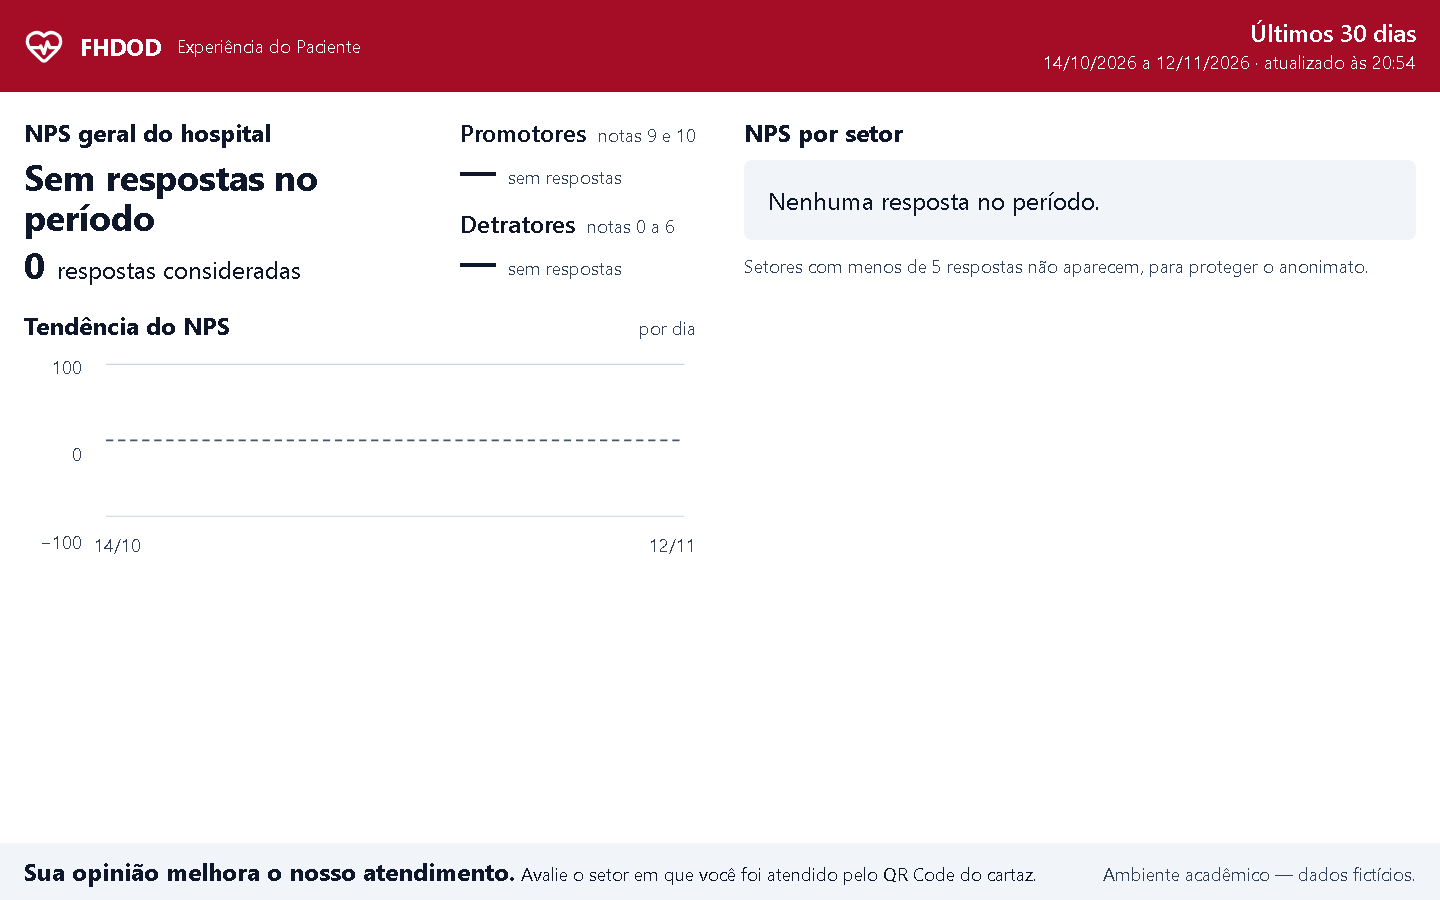 FHDOD Experiência do Paciente
Últimos 30 dias
14/10/2026 a 12/11/2026 · atualizado às 20:54
NPS geral do hospital
Sem respostas no
período
0 respostas consideradas
Promotores notas 9 e 10
— sem respostas
Detratores notas 0 a 6
— sem respostas
Tendência do NPS por dia
100
0
−100
14/10 12/11
NPS por setor
Nenhuma resposta no período.
Setores com menos de 5 respostas não aparecem, para proteger o anonimato.
Sua opinião melhora o nosso atendimento. Avalie o setor em que você foi atendido pelo QR Code do cartaz.
Ambiente acadêmico — dados fictícios.